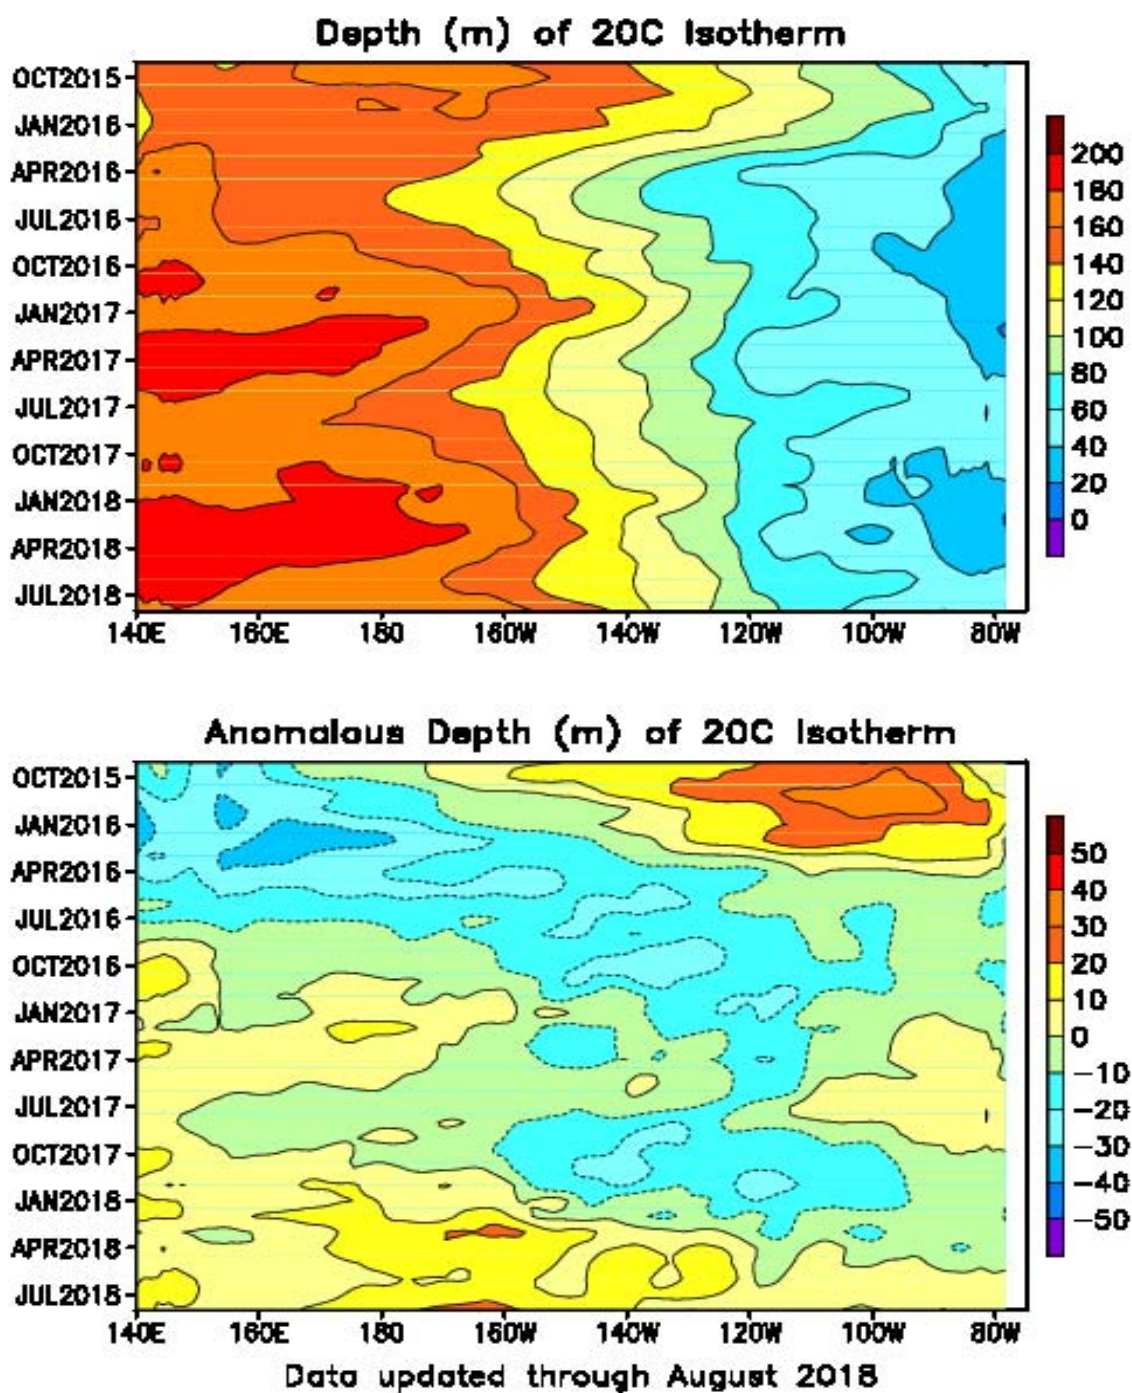 Depth (m) of 20C Isotherm
OCT2015
JAN2016
APR2016
JUL2016
OCT2016
JAN2017
APR2017
JUL2017
OCT2017
JAN2018
APR2018
JUL2018
140E 160E 180 160W 140W 120W 100W 80W
200
180
160
140
120
100
80
60
40
20
0
Anomalous Depth (m) of 20C Isotherm
OCT2015
JAN2016
APR2016
JUL2016
OCT2016
JAN2017
APR2017
JUL2017
OCT2017
JAN2018
APR2018
JUL2018
140E 160E 180 160W 140W 120W 100W 80W
50
40
30
20
10
0
-10
-20
-30
-40
-50
Data updated through August 2018